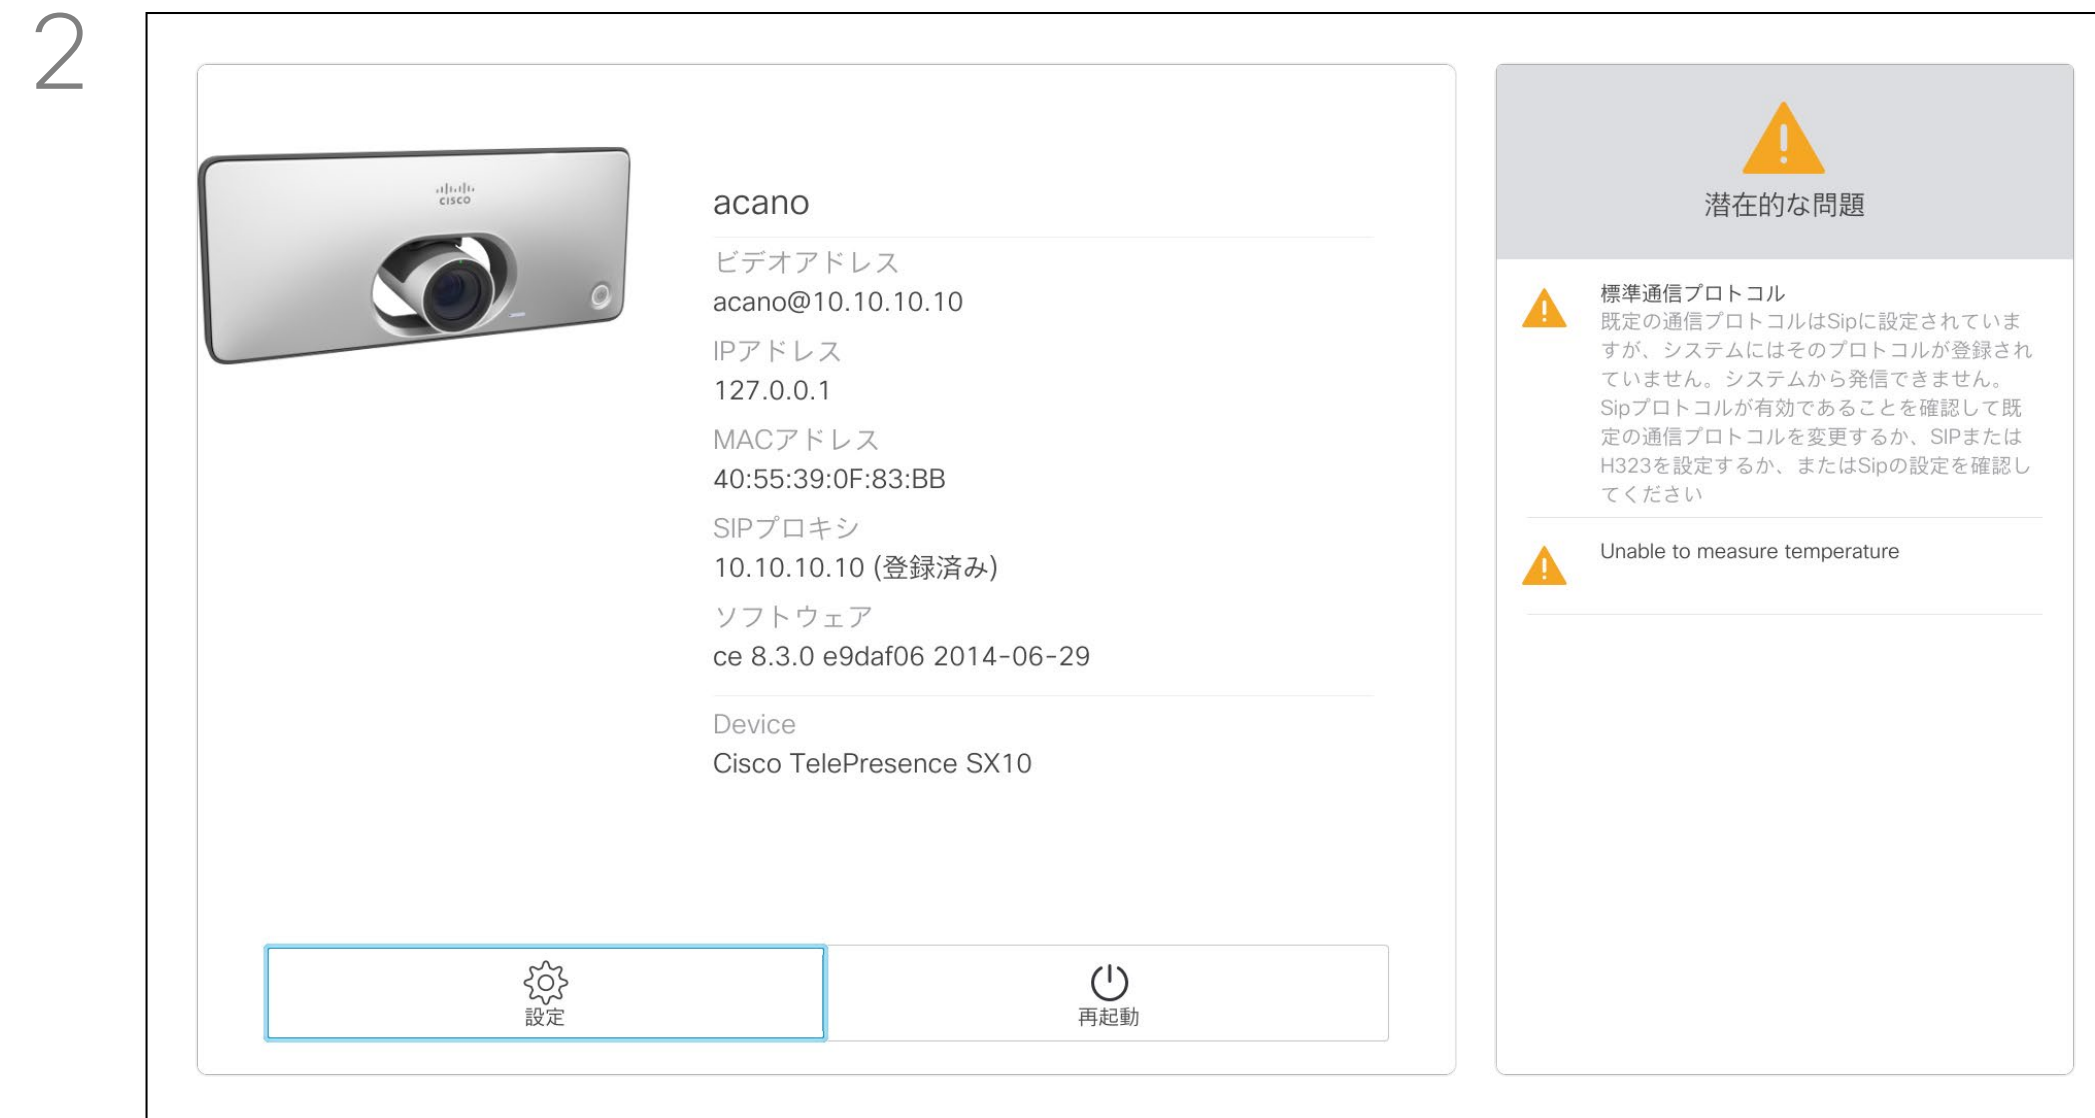 2
CISCO
acano
ビデオアドレス
acano@10.10.10.10
IPアドレス
127.0.0.1
MACアドレス
40:55:39:0F:83:BB
SIPプロキシ
10.10.10.10 (登録済み)
ソフトウェア
ce 8.3.0 e9daf06 2014-06-29
Device
Cisco TelePresence SX10
設定
再起動
潜在的な問題
標準通信プロトコル
既定の通信プロトコルはSipに設定されていま
すが、システムにはそのプロトコルが登録され
ていません。システムから発信できません。
Sipプロトコルが有効であることを確認して既
定の通信プロトコルを変更するか、SIPまたは
H323を設定するか、またはSipの設定を確認し
てください
Unable to measure temperature